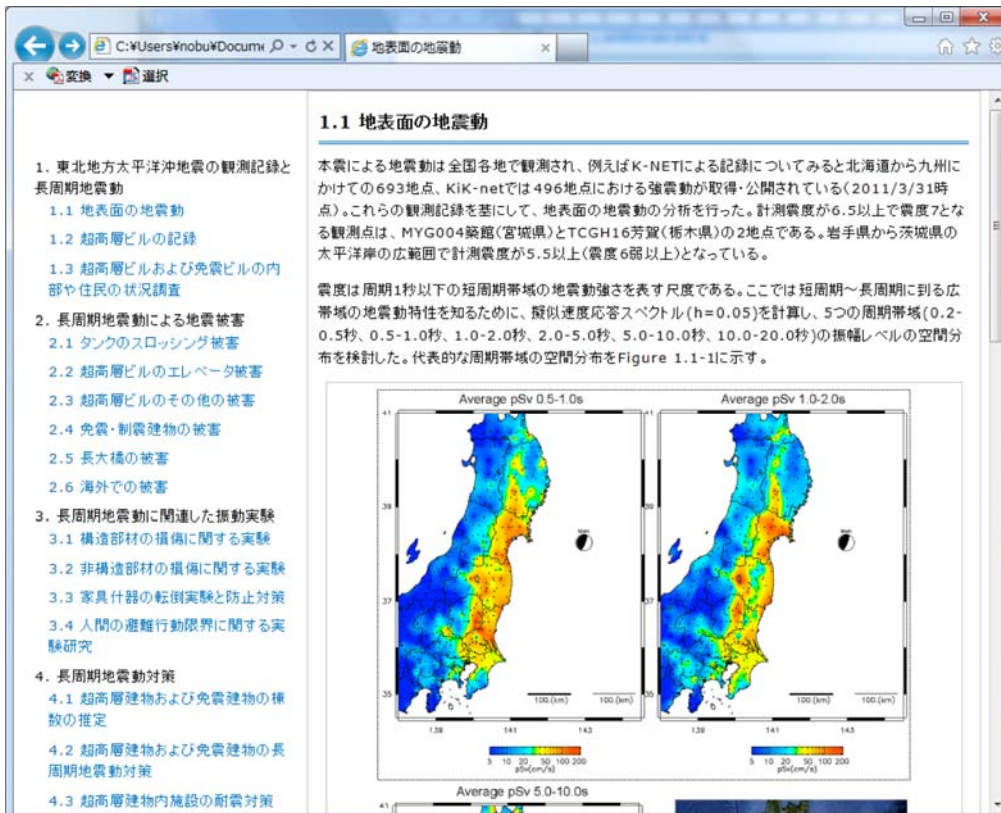 C:¥Users¥nobu¥Docume
地表面の地震動
変換
選択
1. 東北地方太平洋沖地震の観測記録と
長周期地震動
1.1 地表面の地震動
1.2 超高層ビルの記録
1.3 超高層ビルおよび免震ビルの内
部や住民の状況調査
2. 長周期地震動による地震被害
2.1 タンクのスロッシング被害
2.2 超高層ビルのエレベータ被害
2.3 超高層ビルのその他の被害
2.4 免震・制震建物の被害
2.5 長大橋の被害
2.6 海外での被害
3. 長周期地震動に関連した振動実験
3.1 構造部材の損傷に関する実験
3.2 非構造部材の損傷に関する実験
3.3 家具什器の転倒実験と防止対策
3.4 人間の避難行動限界に関する実
験研究
4. 長周期地震動対策
4.1 超高層建物および免震建物の棟
数の推定
4.2 超高層建物および免震建物の長
周期地震動対策
4.3 超高層建物内施設の耐震対策
1.1 地表面の地震動
本震による地震動は全国各地で観測され、例えばK-NETによる記録についてみると北海道から九州に
かけての693地点、KiK-netでは496地点における強震動が取得・公開されている(2011/3/31時
点)。これらの観測記録を基にして、地表面の地震動の分析を行った。計測震度が6.5以上で震度7とな
る観測点は、MYG004築館(宮城県)とTCGH16芳賀(栃木県)の2地点である。岩手県から茨城県の
太平洋岸の広範囲で計測震度が5.5以上(震度6弱以上)となっている。
震度は周期1秒以下の短周期帯域の地震動強さを表す尺度である。ここでは短周期～長周期に到る広
帯域の地震動特性を知るために、擬似速度応答スペクトル(h=0.05)を計算し、5つの周期帯域(0.2-
0.5秒、0.5-1.0秒、1.0-2.0秒、2.0-5.0秒、5.0-10.0秒、10.0-20.0秒)の振幅レベルの空間分
布を検討した。代表的な周期帯域の空間分布をFigure 1.1-1に示す。
Average pSv 0.5-1.0s
Average pSv 1.0-2.0s
41
39
37
35
139 141 143
100.(km) 100.(km)
5 10 20 50 100 200
pSv(cm/s)
41
39
37
35
139 141 143
100.(km) 100.(km)
5 10 20 50 100 200
pSv(cm/s)
Average pSv 5.0-10.0s
41